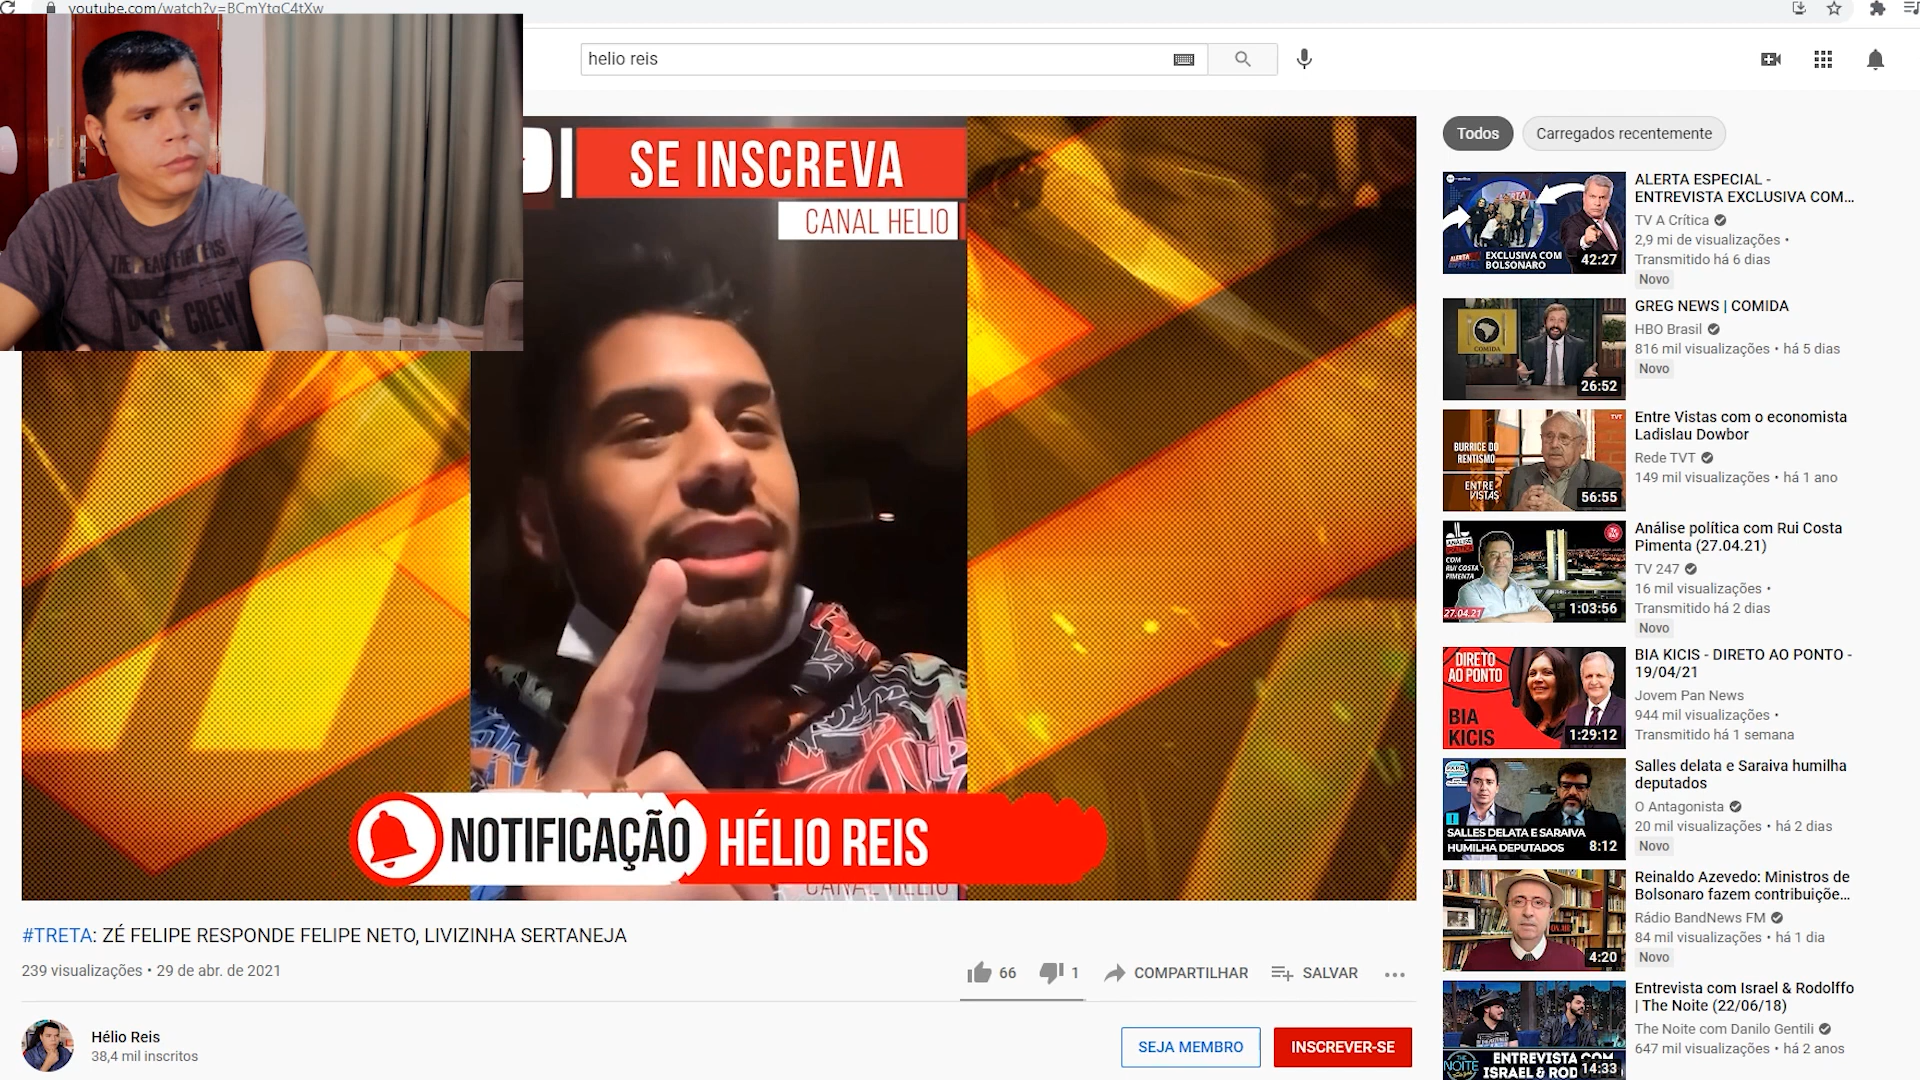 youtube.com/watch?v=BCmYtqC4tXw
helio reis
THE FEAR FIGHTERS
CREW
SE INSCREVA
CANAL HELIO
NOTIFICAÇÃO HÉLIO REIS
CANAL HELIO
#TRETA: ZÉ FELIPE RESPONDE FELIPE NETO, LIVIZINHA SERTANEJA
239 visualizações • 29 de abr. de 2021
66
1
COMPARTILHAR
SALVAR
Hélio Reis
38,4 mil inscritos
SEJA MEMBRO
INSCREVER-SE
Todos
Carregados recentemente
ALERTA
EXCLUSIVA COM
BOLSONARO
42:27
ALERTA ESPECIAL -
ENTREVISTA EXCLUSIVA COM...
TV A Crítica
2,9 mi de visualizações •
Transmitido há 6 dias
Novo
COMIDA
26:52
GREG NEWS | COMIDA
HBO Brasil
816 mil visualizações • há 5 dias
Novo
TVT
BURRICE DO
RENTISMO
ENTRE
VISTAS
56:55
Entre Vistas com o economista
Ladislau Dowbor
Rede TVT
149 mil visualizações • há 1 ano
ANÁLISE
POLÍTICA
COM
RUI COSTA
PIMENTA
27.04.21
1:03:56
Análise política com Rui Costa
Pimenta (27.04.21)
TV 247
16 mil visualizações •
Transmitido há 2 dias
Novo
DIRETO
AO PONTO
BIA
KICIS
1:29:12
BIA KICIS - DIRETO AO PONTO -
19/04/21
Jovem Pan News
944 mil visualizações •
Transmitido há 1 semana
PAPO
SALLES DELATA E SARAIVA
HUMILHA DEPUTADOS
8:12
Salles delata e Saraiva humilha
deputados
O Antagonista
20 mil visualizações • há 2 dias
Novo
ON AIR
4:20
Reinaldo Azevedo: Ministros de
Bolsonaro fazem contribuiçõe...
Rádio BandNews FM
84 mil visualizações • há 1 dia
Novo
THE
NOITE
ENTREVISTA COM
ISRAEL & ROD
14:33
Entrevista com Israel & Rodolffo
| The Noite (22/06/18)
The Noite com Danilo Gentili
647 mil visualizações • há 2 anos